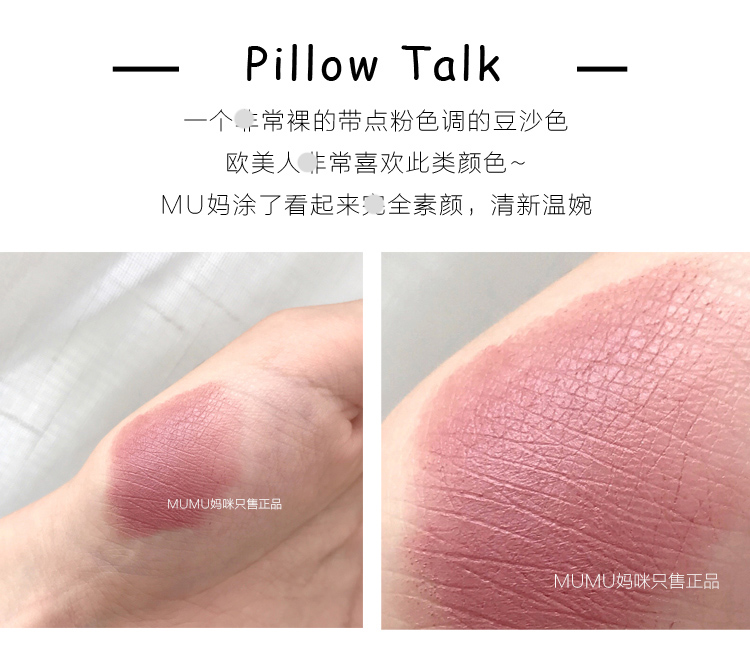 Pillow Talk
一个非常裸的带点粉色调的豆沙色
欧美人非常喜欢此类颜色~
MU妈涂了看起来完全素颜，清新温婉
MUMU妈咪只售正品
MUMU妈咪只售正品